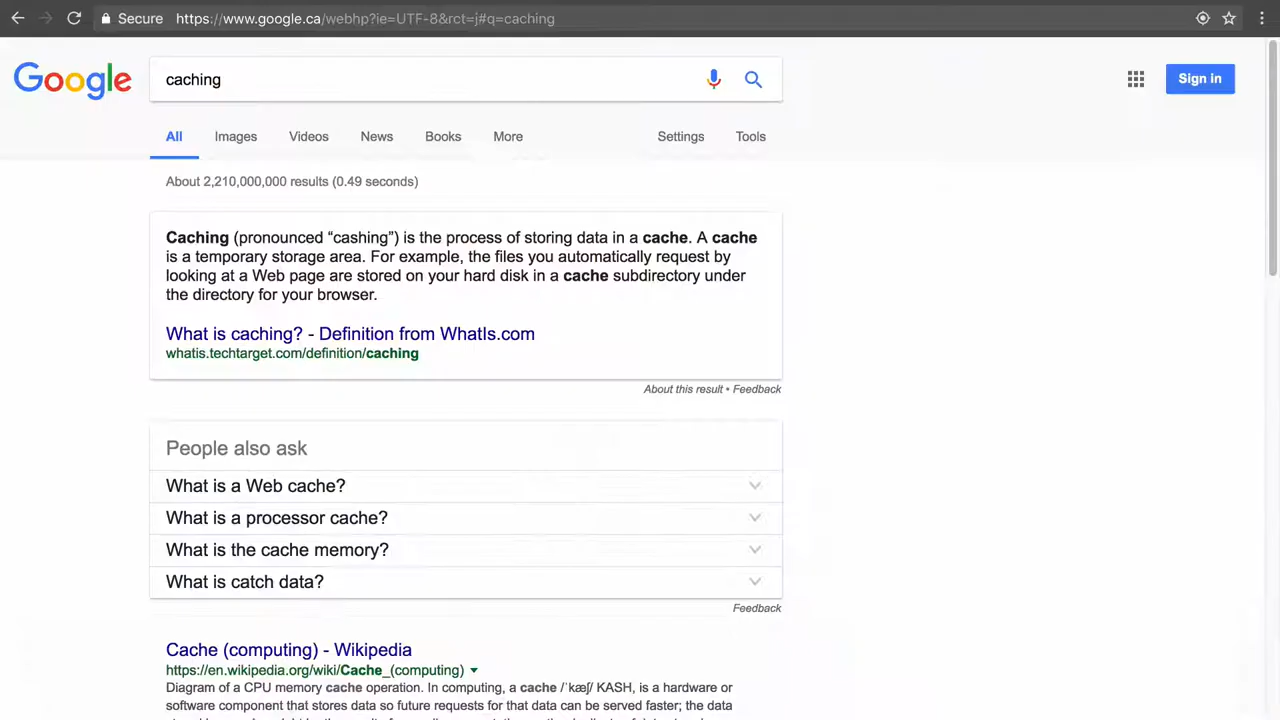 Secure https://www.google.ca/webhp?ie=UTF-8&rct=j#q=caching
Google
caching
Sign in
All Images Videos News Books More Settings Tools
About 2,210,000,000 results (0.49 seconds)
Caching (pronounced “cashing”) is the process of storing data in a cache. A cache
is a temporary storage area. For example, the files you automatically request by
looking at a Web page are stored on your hard disk in a cache subdirectory under
the directory for your browser.
What is caching? - Definition from WhatIs.com
whatis.techtarget.com/definition/caching
About this result • Feedback
People also ask
What is a Web cache?
What is a processor cache?
What is the cache memory?
What is catch data?
Feedback
Cache (computing) - Wikipedia
https://en.wikipedia.org/wiki/Cache_(computing)
Diagram of a CPU memory cache operation. In computing, a cache /ˈkæʃ/ KASH, is a hardware or
software component that stores data so future requests for that data can be served faster; the data